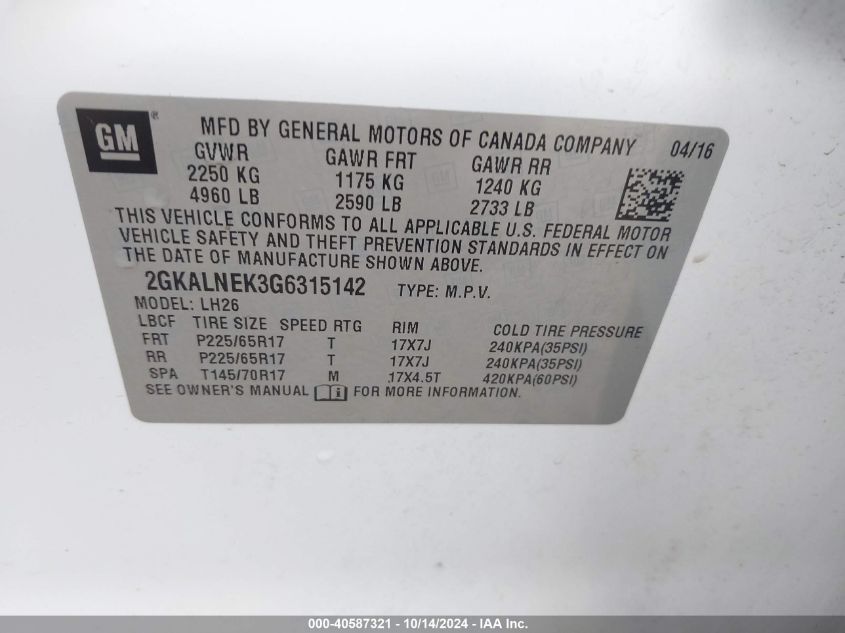 GM ®
MFD BY GENERAL MOTORS OF CANADA COMPANY 04/16
GVWR GAWR FRT GAWR RR
2250 KG 1175 KG 1240 KG
4960 LB 2590 LB 2733 LB
THIS VEHICLE CONFORMS TO ALL APPLICABLE U.S. FEDERAL MOTOR
VEHICLE SAFETY AND THEFT PREVENTION STANDARDS IN EFFECT ON
THE DATE OF MANUFACTURE SHOWN ABOVE.
2GKALNEK3G6315142 TYPE: M.P.V.
MODEL: LH26
LBCF TIRE SIZE SPEED RTG RIM COLD TIRE PRESSURE
FRT P225/65R17 T 17X7J 240KPA(35PSI)
RR P225/65R17 T 17X7J 240KPA(35PSI)
SPA T145/70R17 M 17X4.5T 420KPA(60PSI)
SEE OWNER'S MANUAL i FOR MORE INFORMATION.
000-40587321 - 10/14/2024 - IAA Inc.